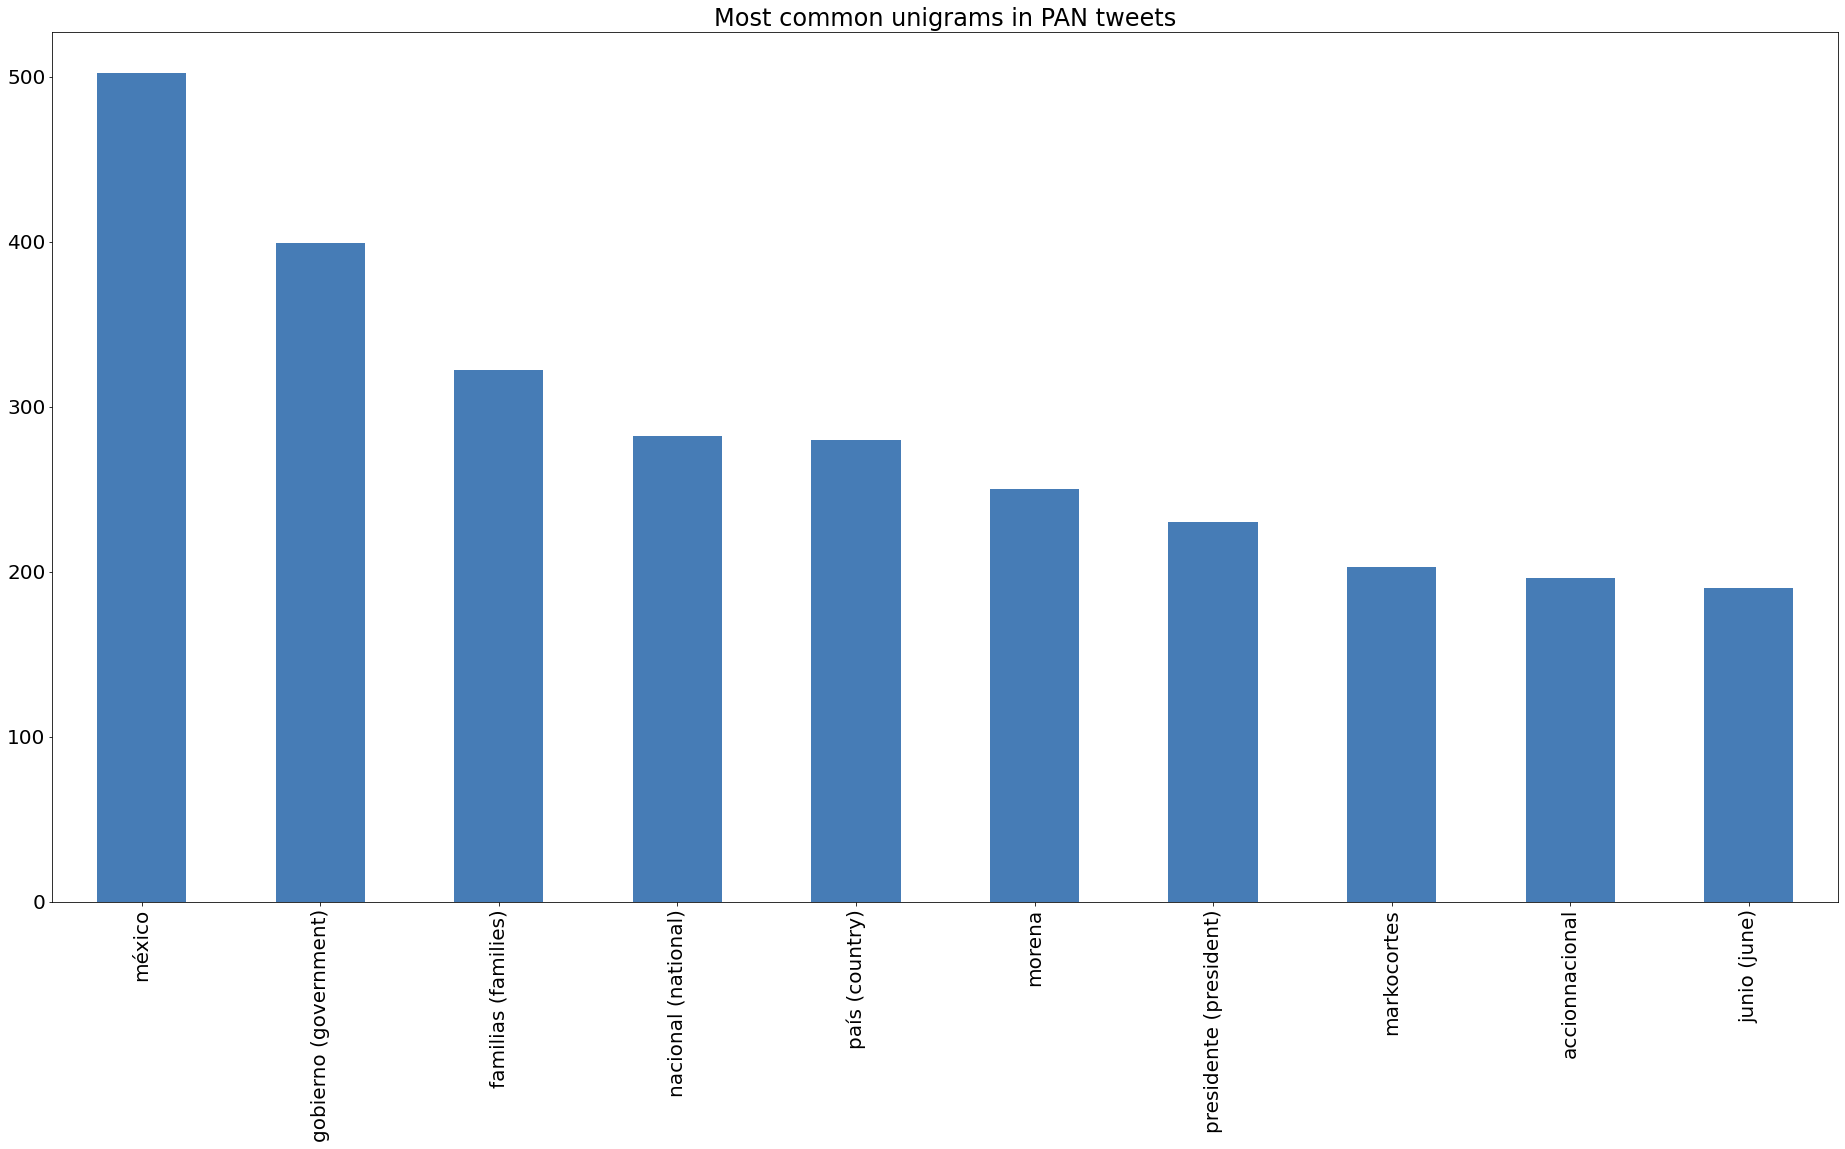 Most common unigrams in PAN tweets
500
400
300
200
100
0
méxico
gobierno (government)
familias (families)
nacional (national)
país (country)
morena
presidente (president)
markocortes
accionnacional
junio (june)